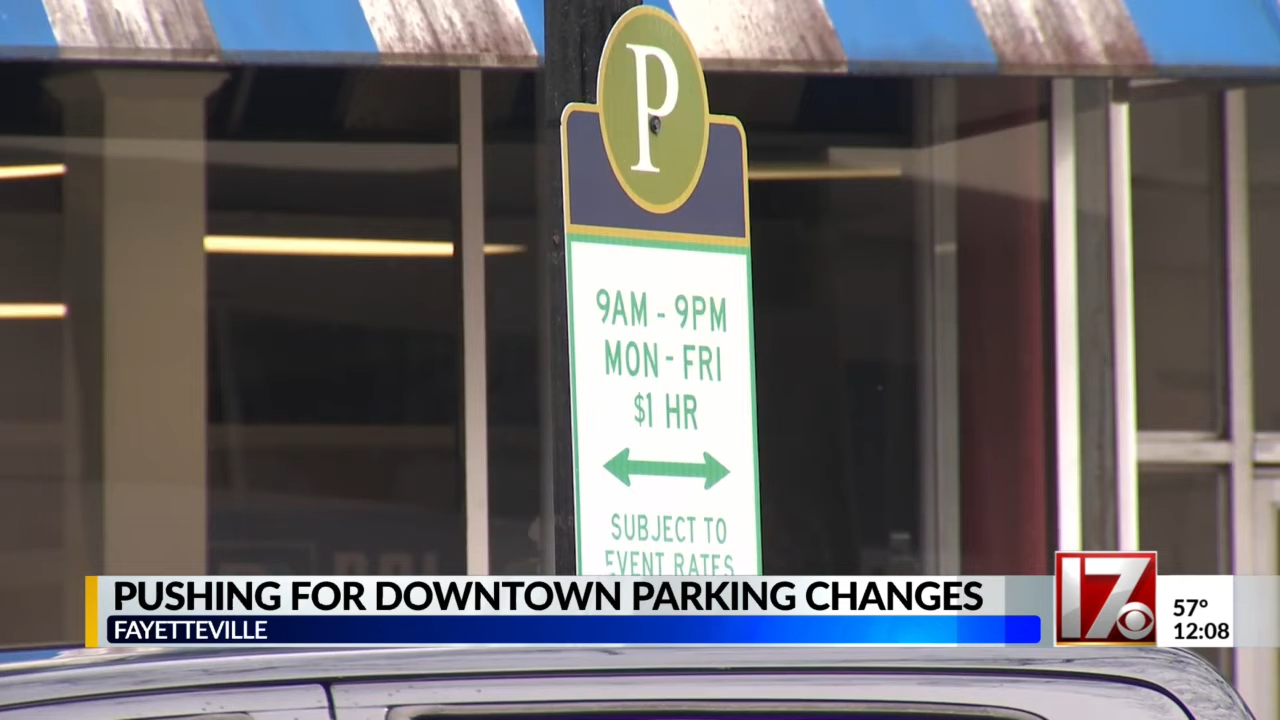 P
9AM - 9PM
MON - FRI
$1 HR
SUBJECT TO
EVENT RATES
PUSHING FOR DOWNTOWN PARKING CHANGES
FAYETTEVILLE
17
57°
12:08